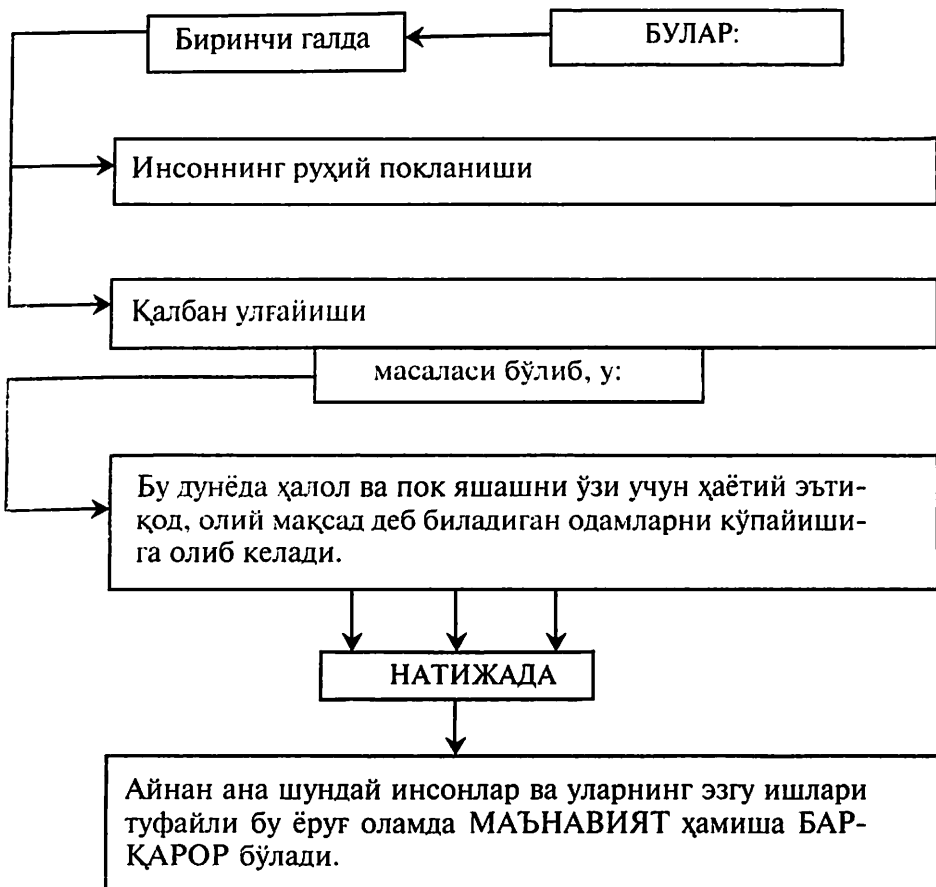 БУЛАР:
Биринчи галда
Инсоннинг руҳий покланиши
Қалбан улғайиши
масаласи бўлиб, у:
Бу дунёда ҳалол ва пок яшашни ўзи учун ҳаётий эъти-
қод, олий мақсад деб биладиган одамларни кўпайиши-
га олиб келади.
НАТИЖАДА
Айнан ана шундай инсонлар ва уларнинг эзгу ишлари
туфайли бу ёруғ оламда МАЪНАВИЯТ ҳамиша БАР-
ҚАРОР бўлади.